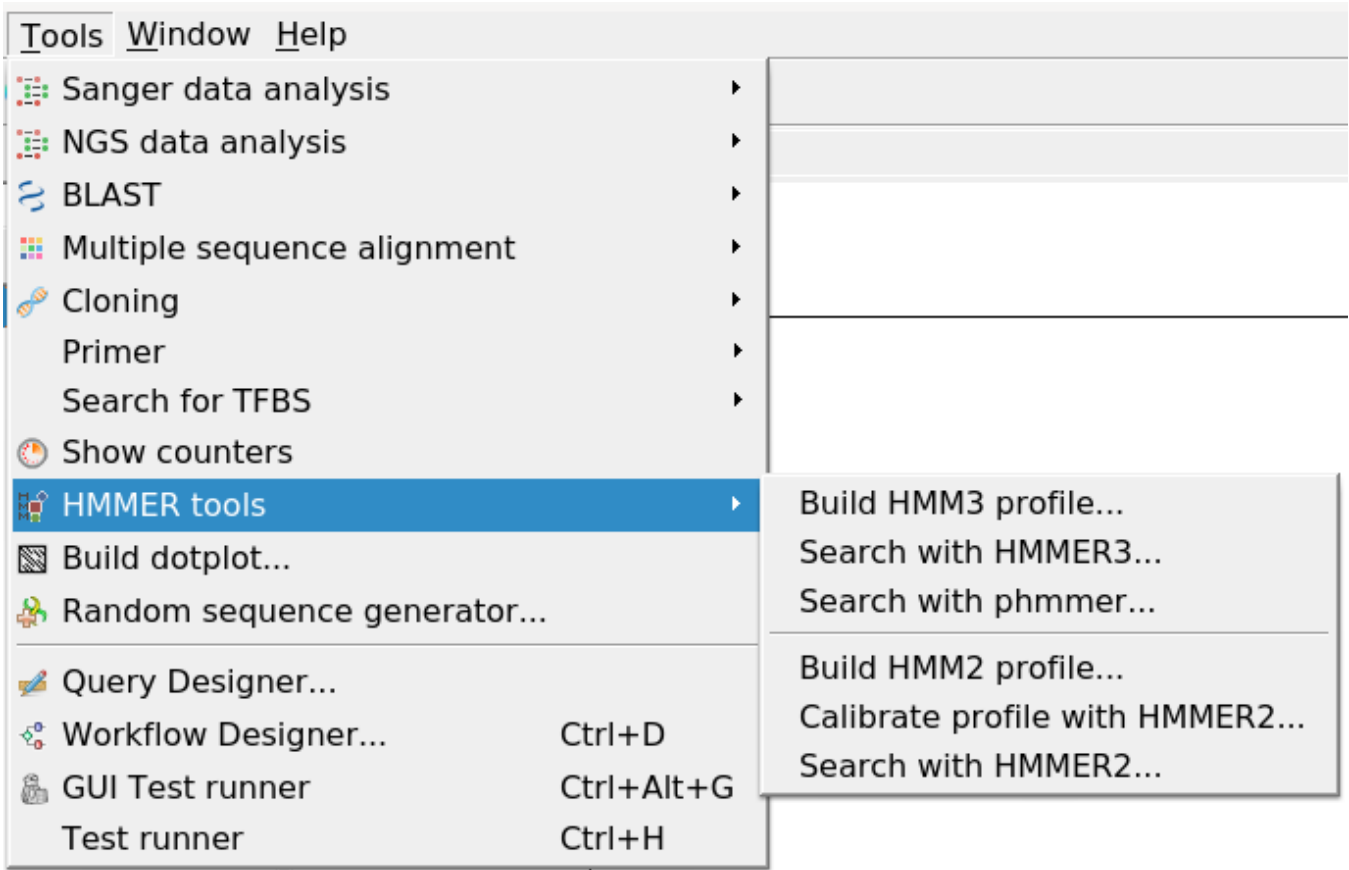 Tools Window Help
Sanger data analysis
NGS data analysis
BLAST
Multiple sequence alignment
Cloning
Primer
Search for TFBS
Show counters
HMMER tools
Build dotplot...
Random sequence generator...
Query Designer...
Workflow Designer... Ctrl+D
GUI Test runner Ctrl+Alt+G
Test runner Ctrl+H
Build HMM3 profile...
Search with HMMER3...
Search with phmmer...
Build HMM2 profile...
Calibrate profile with HMMER2...
Search with HMMER2...